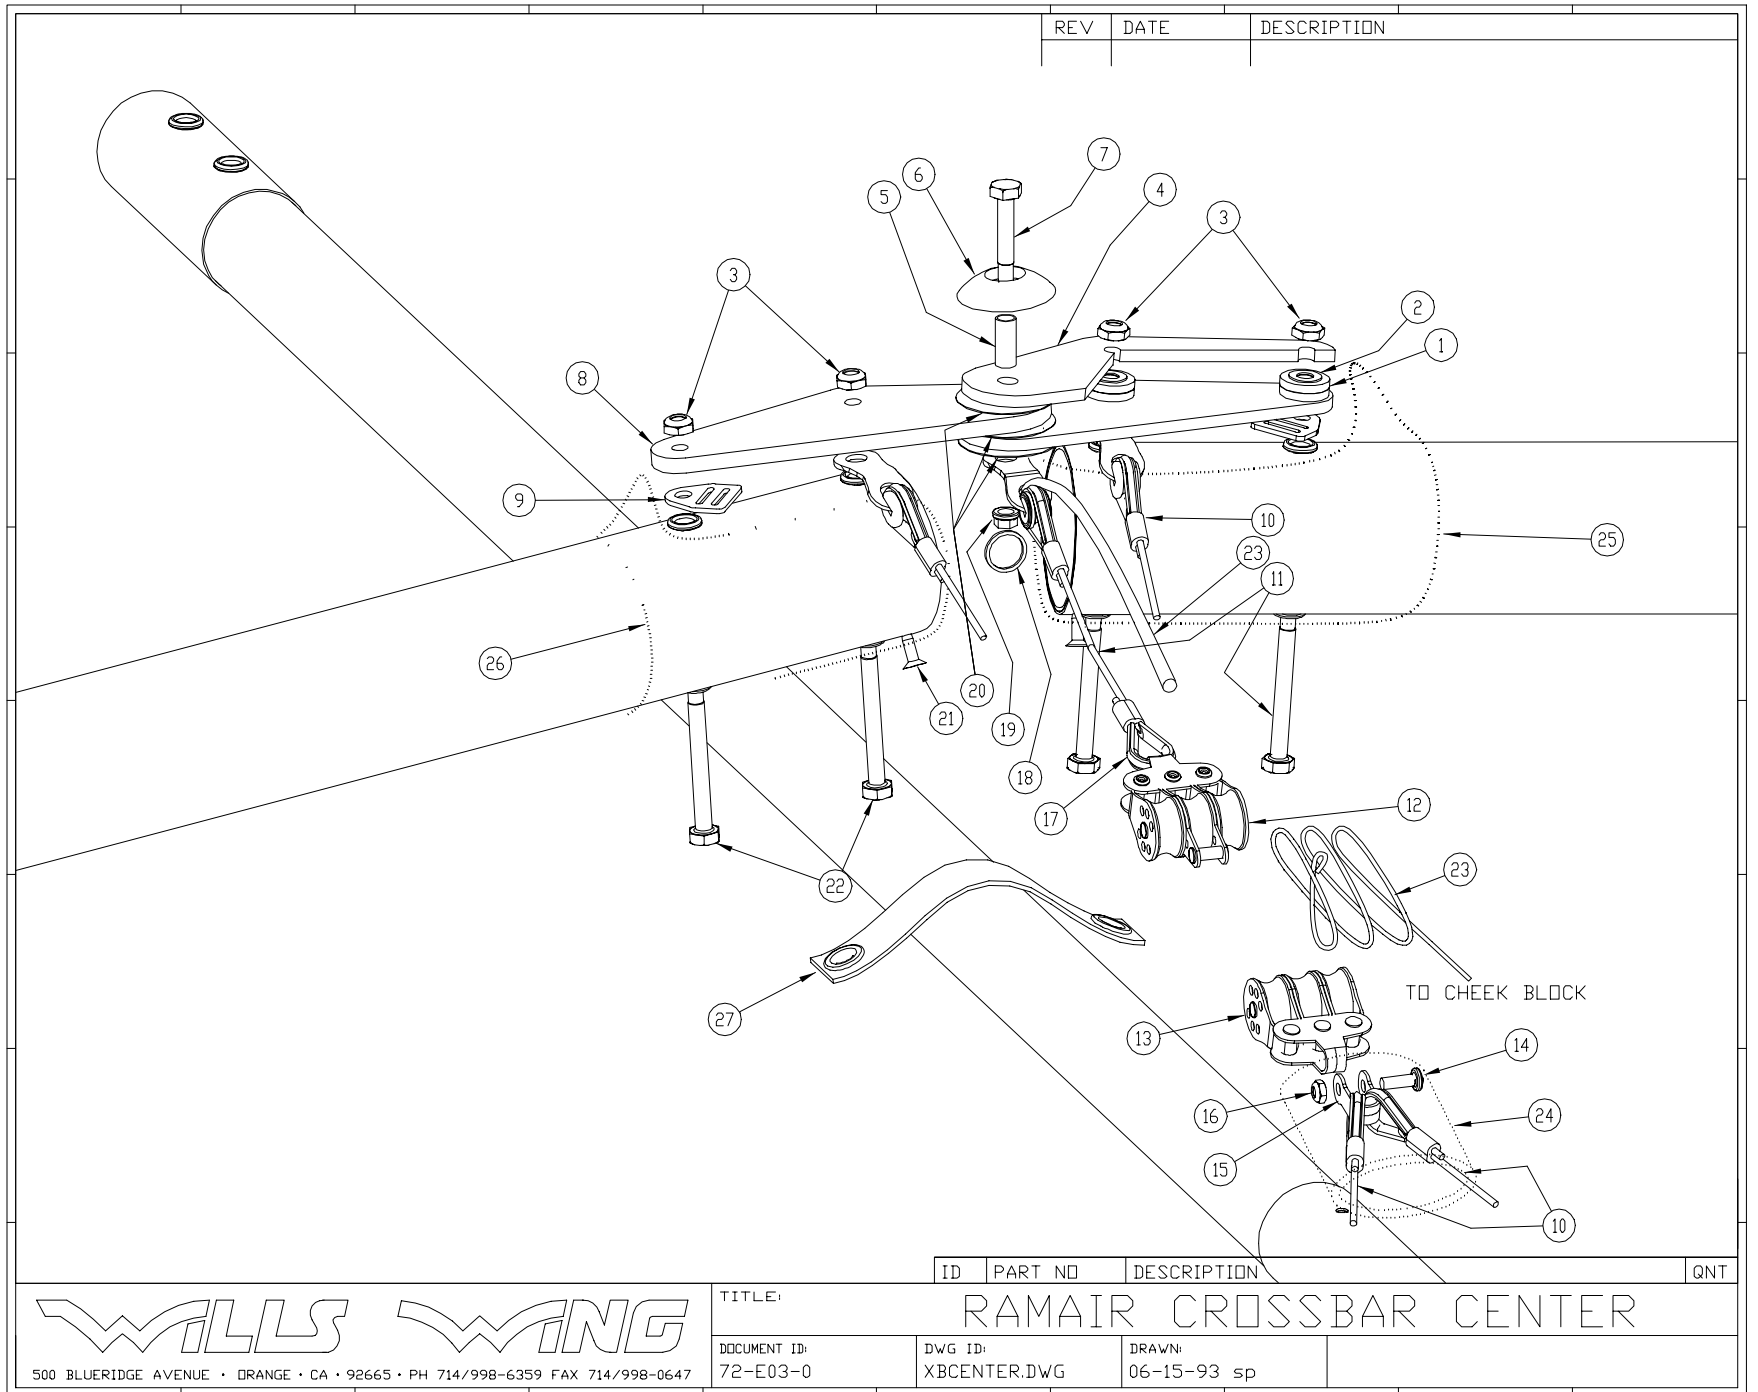 REV DATE DESCRIPTION
7
6
4
5
3
3
2
1
8
9
10
25
23
11
26
20
21
19
18
17
12
22
23
27
TO CHEEK BLOCK
13
14
16
24
15
10
ID PART NO DESCRIPTION QNT
WILLS WING
TITLE:
RAMAIR CROSSBAR CENTER
500 BLUERIDGE AVENUE · ORANGE · CA · 92665 · PH 714/998-6359 FAX 714/998-0647
DOCUMENT ID:
72-E03-0
DWG ID:
XBCENTER.DWG
DRAWN:
06-15-93 sp